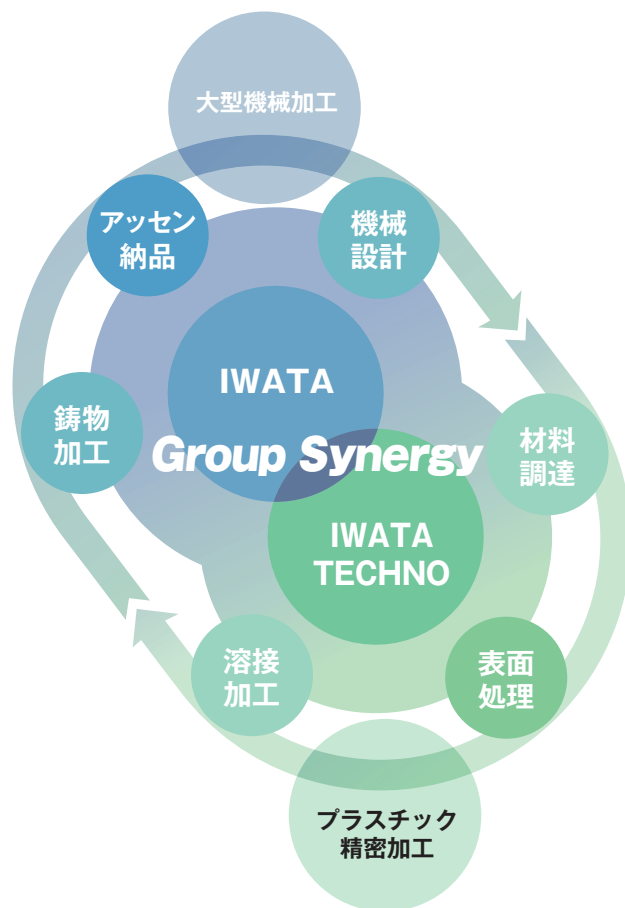 大型機械加工
アッセン
納品
機械
設計
IWATA
鋳物
加工
Group Synergy
材料
調達
IWATA
TECHNO
溶接
加工
表面
処理
プラスチック
精密加工